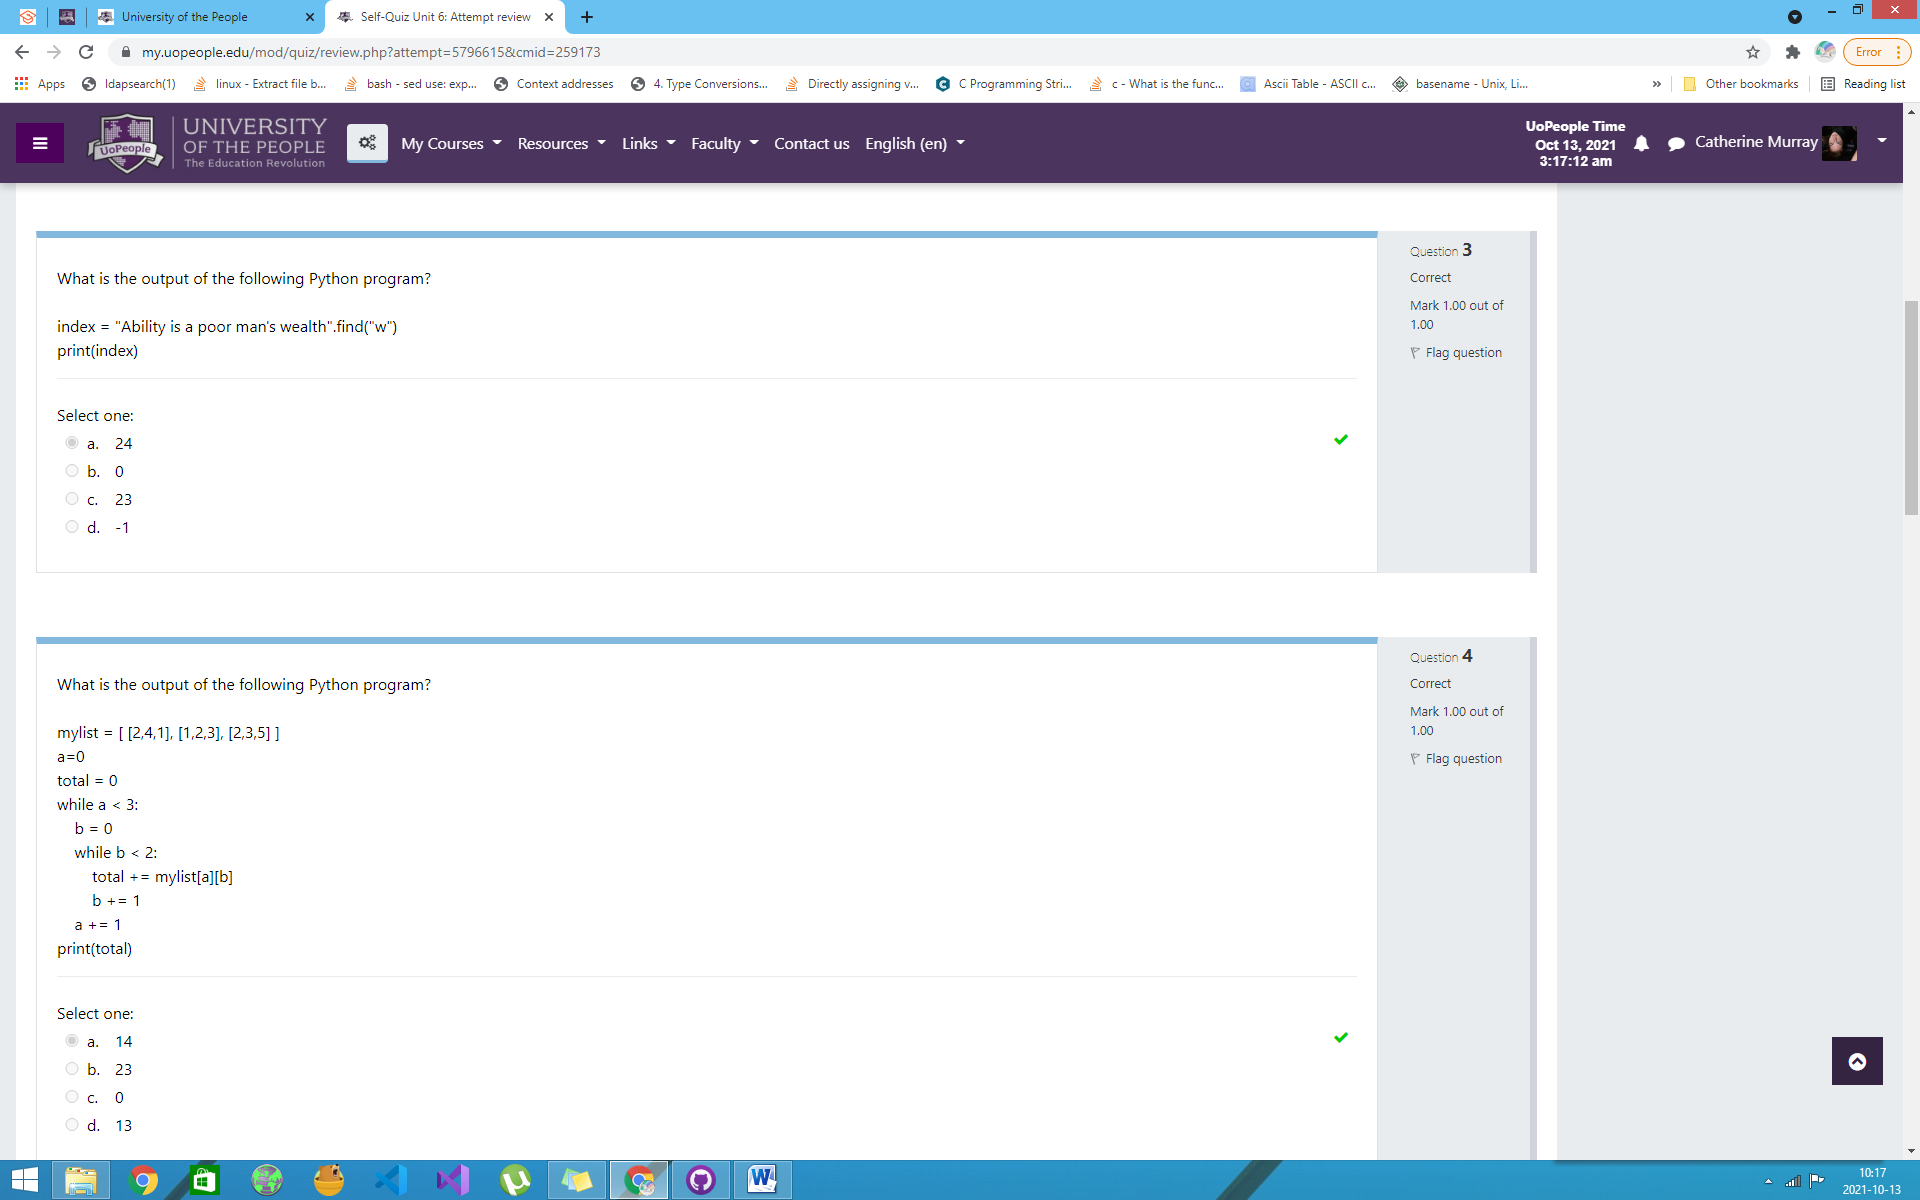 University of the People
Self-Quiz Unit 6: Attempt review
my.uopeople.edu/mod/quiz/review.php?attempt=5796615&cmid=259173
Error
Apps
ldapsearch(1)
linux - Extract file b...
bash - sed use: exp...
Context addresses
4. Type Conversions...
Directly assigning v...
C Programming Stri...
c - What is the func...
Ascii Table - ASCII c...
basename - Unix, Li...
»
Other bookmarks
Reading list
UoPeople
UNIVERSITY
OF THE PEOPLE
The Education Revolution
My Courses
Resources
Links
Faculty
Contact us
English (en)
UoPeople Time
Oct 13, 2021
3:17:12 am
Catherine Murray
What is the output of the following Python program?
index = "Ability is a poor man's wealth".find("w")
print(index)
Select one:
a. 24
b. 0
c. 23
d. -1
Question 3
Correct
Mark 1.00 out of
1.00
Flag question
What is the output of the following Python program?
mylist = [ [2,4,1], [1,2,3], [2,3,5] ]
a=0
total = 0
while a < 3:
b = 0
while b < 2:
total += mylist[a][b]
b += 1
a += 1
print(total)
Select one:
a. 14
b. 23
c. 0
d. 13
Question 4
Correct
Mark 1.00 out of
1.00
Flag question
10:17
2021-10-13